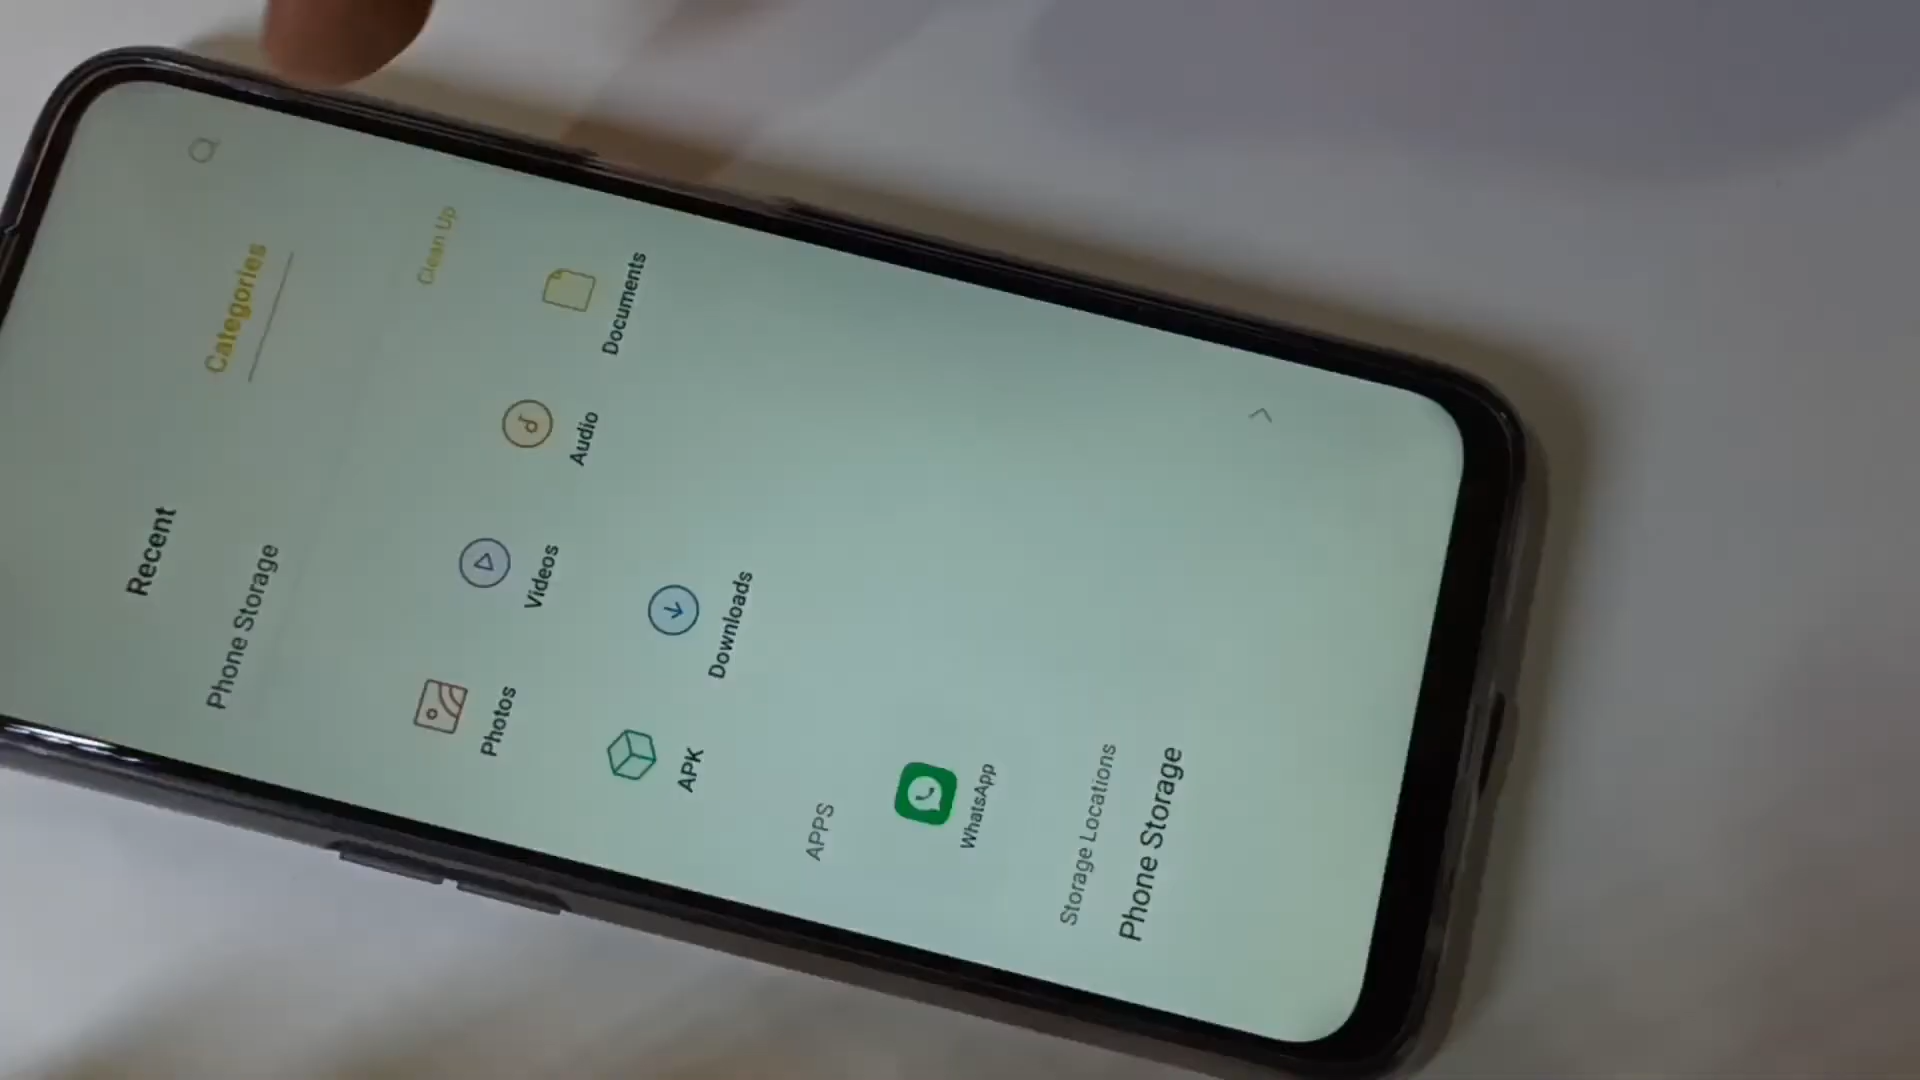 Recent
Phone Storage Categories
Clean Up
Photos Videos Audio Documents
APK Downloads
APPS
WhatsApp
Storage Locations
Phone Storage